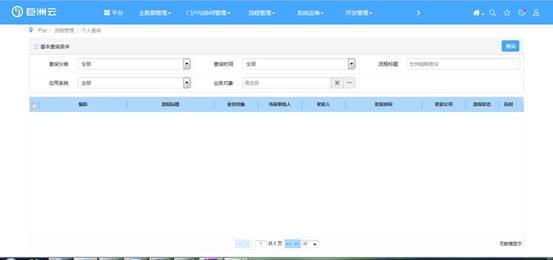 巨洲云 平台 主数据管理 门户与协同管理 流程管理 系统运维 开发管理
平台 / 流程管理 / 个人查询
基本查询条件 查询
查询分类 全部 查询时间 全部 流程标题 支持模糊查询
应用系统 全部 业务对象 请选择
编码 流程标题 业务对象 当前审批人 发起人 发起时间 发起公司 流程状态 历时
1 共 0 页 20 无数据显示